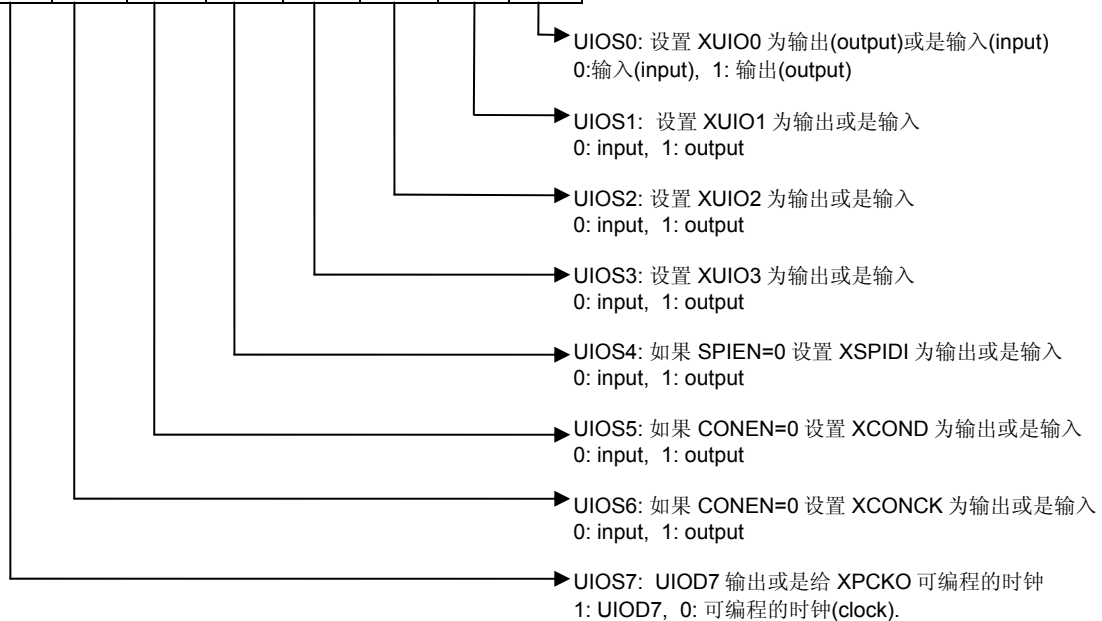 UIOS0: 设置 XUIO0 为输出(output)或是输入(input)
0:输入(input), 1: 输出(output)
UIOS1: 设置 XUIO1 为输出或是输入
0: input, 1: output
UIOS2: 设置 XUIO2 为输出或是输入
0: input, 1: output
UIOS3: 设置 XUIO3 为输出或是输入
0: input, 1: output
UIOS4: 如果 SPIEN=0 设置 XSPIDI 为输出或是输入
0: input, 1: output
UIOS5: 如果 CONEN=0 设置 XCOND 为输出或是输入
0: input, 1: output
UIOS6: 如果 CONEN=0 设置 XCONCK 为输出或是输入
0: input, 1: output
UIOS7: UIOD7 输出或是给 XPCKO 可编程的时钟
1: UIOD7, 0: 可编程的时钟(clock).